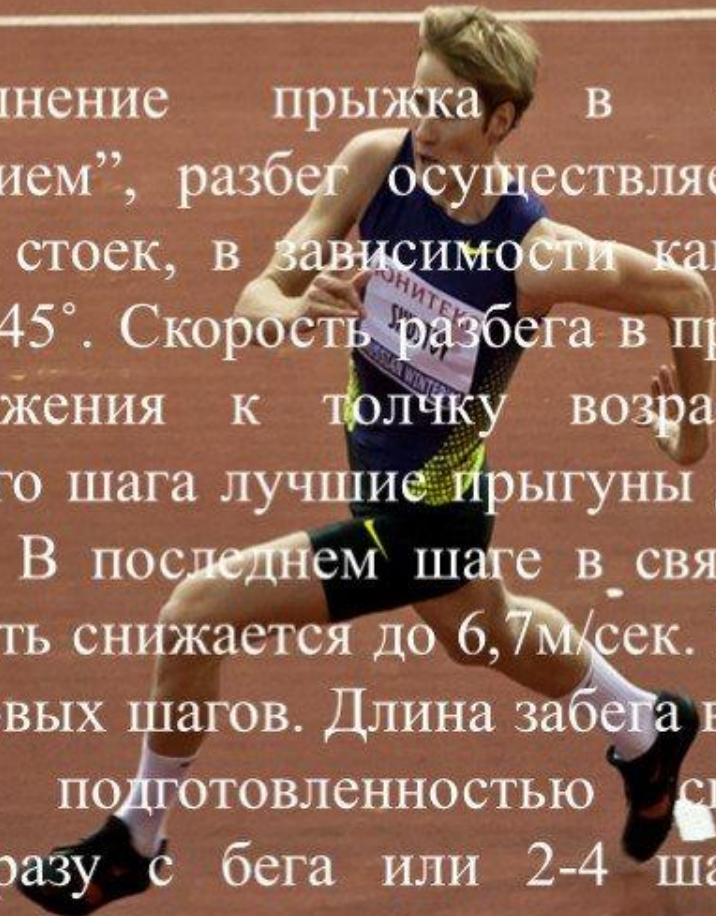 лнение прыжка в
ием”, разбег осуществляе
стоек, в зависимости ка
45°. Скорость разбега в п
жения к толчку возра
го шага лучшие прыгуны
В последнем шаге в свя
ть снижается до 6,7м/сек.
вых шагов. Длина забега в
подготовленностью с
разу с бега или 2-4 ша